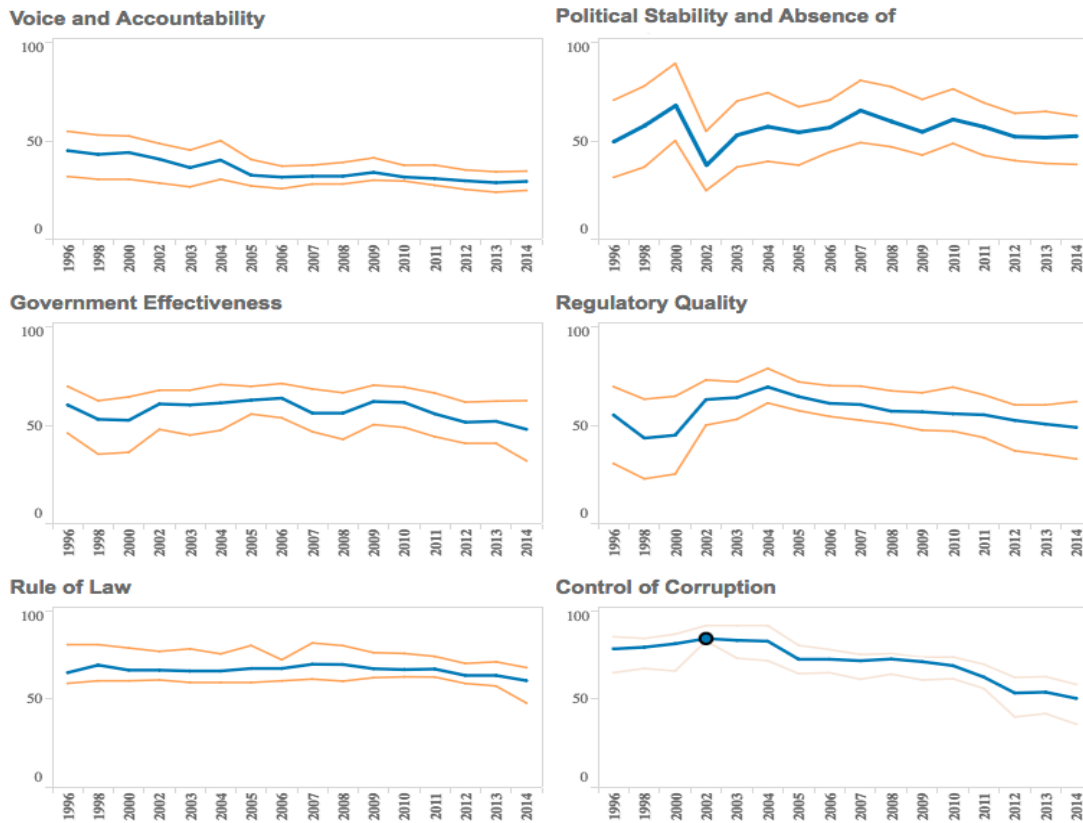 Voice and Accountability
100
50
0
1996 1998 2000 2002 2003 2004 2005 2006 2007 2008 2009 2010 2011 2012 2013 2014
Political Stability and Absence of
100
50
0
1996 1998 2000 2002 2003 2004 2005 2006 2007 2008 2009 2010 2011 2012 2013 2014
Government Effectiveness
100
50
0
1996 1998 2000 2002 2003 2004 2005 2006 2007 2008 2009 2010 2011 2012 2013 2014
Regulatory Quality
100
50
0
1996 1998 2000 2002 2003 2004 2005 2006 2007 2008 2009 2010 2011 2012 2013 2014
Rule of Law
100
50
0
1996 1998 2000 2002 2003 2004 2005 2006 2007 2008 2009 2010 2011 2012 2013 2014
Control of Corruption
100
50
0
1996 1998 2000 2002 2003 2004 2005 2006 2007 2008 2009 2010 2011 2012 2013 2014